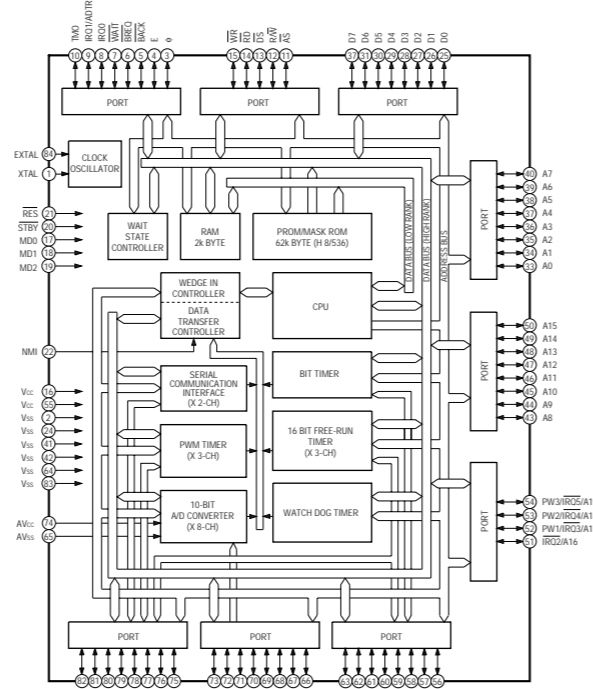 TMO
IRQ1/ADTR
IRQ0
WAIT
BREQ
BACK
E
φ
WR
RD
DS
R/W
AS
D7
D6
D5
D4
D3
D2
D1
D0
10
9
8
7
6
5
4
3
15
14
13
12
11
37
31
30
29
28
27
26
25
PORT
PORT
PORT
EXTAL
84
XTAL
1
CLOCK
OSCILLATOR
RES
21
STBY
20
MD0
17
MD1
18
MD2
19
WAIT
STATE
CONTROLLER
RAM
2k BYTE
PROM/MASK ROM
62k BYTE (H 8/536)
DATA BUS (LOW RANK)
DATA BUS (HIGH RANK)
ADDRESS BUS
PORT
40 A7
39 A6
38 A5
37 A4
36 A3
35 A2
34 A1
33 A0
WEDGE IN
CONTROLLER
DATA
TRANSFER
CONTROLLER
CPU
NMI
22
PORT
50 A15
49 A14
48 A13
47 A12
46 A11
45 A10
44 A9
43 A8
SERIAL
COMMUNICATION
INTERFACE
(X 2-CH)
BIT TIMER
Vcc 16
Vcc 55
Vss 2
Vss 24
Vss 41
Vss 42
Vss 64
Vss 83
PWM TIMER
(X 3-CH)
16 BIT FREE-RUN
TIMER
(X 3-CH)
AVcc 74
AVss 65
10-BIT
A/D CONVERTER
(X 8-CH)
WATCH DOG TIMER
PORT
54 PW3/IRQ5/A1
53 PW2/IRQ4/A1
52 PW1/IRQ3/A1
51 IRQ2/A16
PORT
PORT
PORT
82
81
80
79
78
77
76
75
73
72
71
70
69
68
67
66
63
62
61
60
59
58
57
56